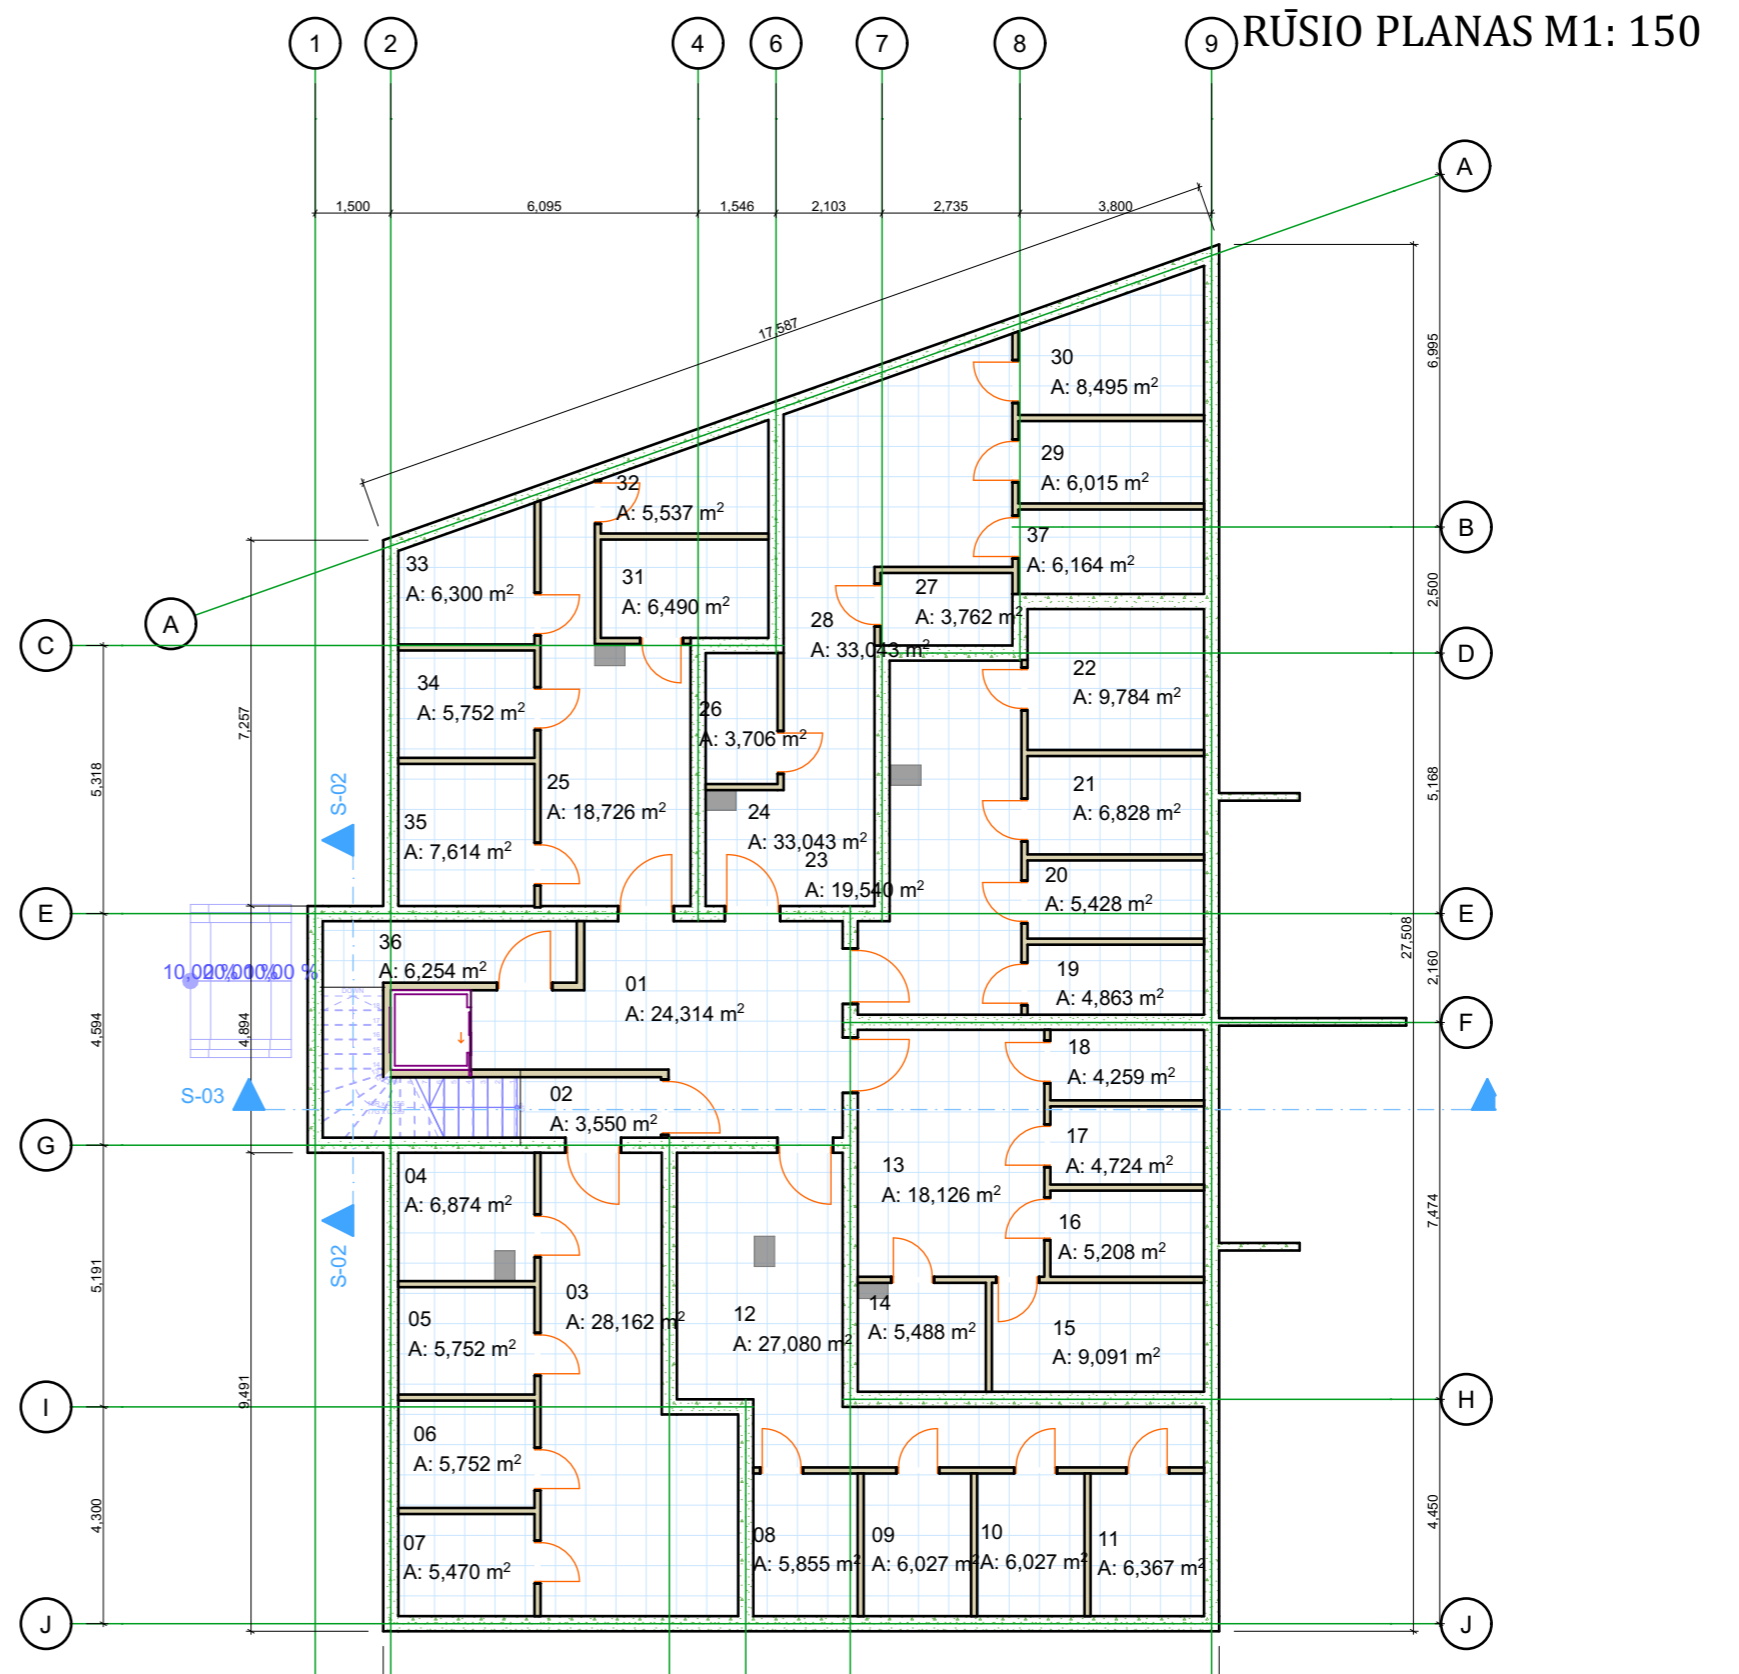 RŪSIO PLANAS M1: 150
1
2
4
6
7
8
9
A
1,500
6,095
1,546
2,103
2,735
3,800
17,587
6,995
30
A: 8,495 m²
29
A: 6,015 m²
32
A: 5,537 m²
B
37
A: 6,164 m²
33
A: 6,300 m²
31
A: 6,490 m²
27
A: 3,762 m²
2,500
A
28
A: 33,043 m²
C
D
34
A: 5,752 m²
22
A: 9,784 m²
26
A: 3,706 m²
7,257
5,318
S-02
25
A: 18,726 m²
21
A: 6,828 m²
5,168
24
A: 33,043 m²
35
A: 7,614 m²
23
A: 19,540 m²
20
A: 5,428 m²
E
E
27,508
36
A: 6,254 m²
10,00 %
10,00 %
01
A: 24,314 m²
19
A: 4,863 m²
2,160
4,594
4,894
F
18
A: 4,259 m²
S-03
02
A: 3,550 m²
G
17
A: 4,724 m²
13
A: 18,126 m²
04
A: 6,874 m²
16
A: 5,208 m²
7,474
S-02
5,191
03
A: 28,162 m²
05
A: 5,752 m²
12
A: 27,080 m²
14
A: 5,488 m²
15
A: 9,091 m²
9,491
I
H
06
A: 5,752 m²
4,300
4,450
07
A: 5,470 m²
08
A: 5,855 m²
09
A: 6,027 m²
10
A: 6,027 m²
11
A: 6,367 m²
J
J